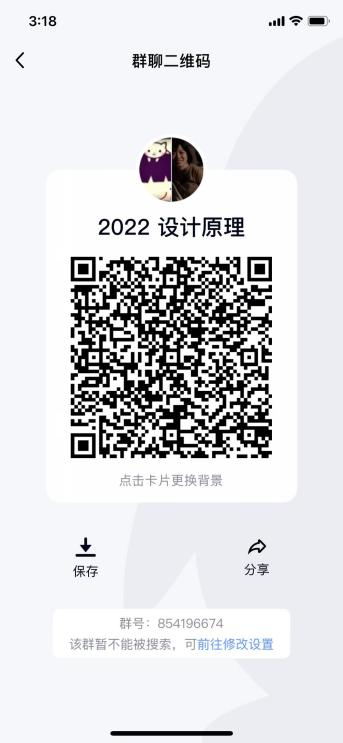 3:18
群聊二维码
2022 设计原理
点击卡片更换背景
保存
分享
群号：854196674
该群暂不能被搜索，可前往修改设置